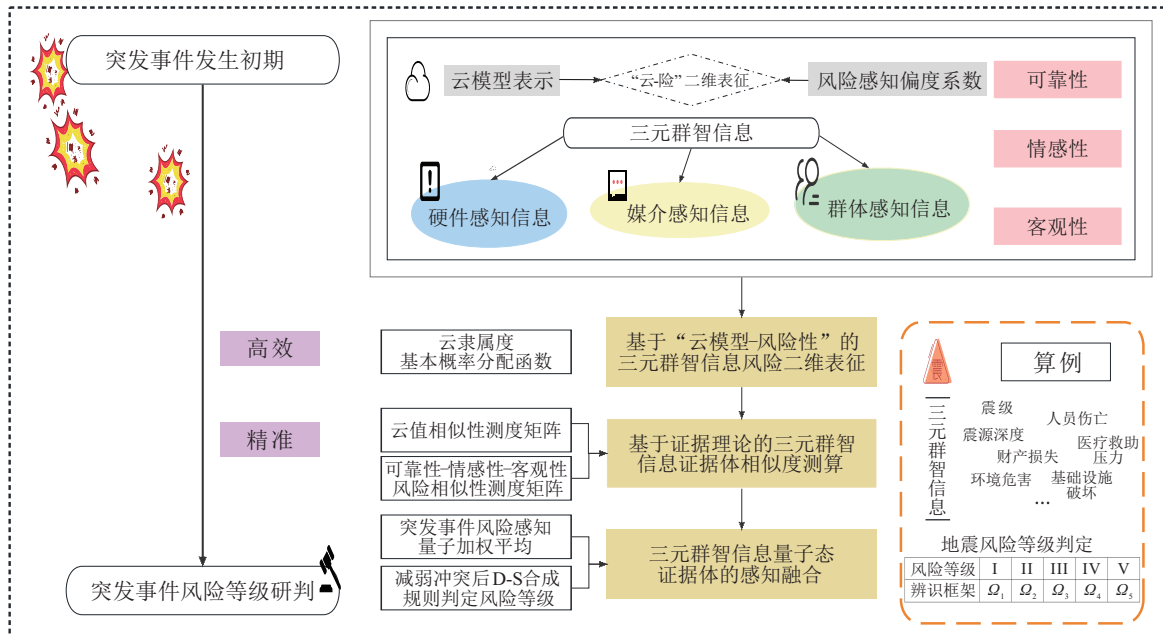 突发事件发生初期
云模型表示
“云-险”二维表征
风险感知偏度系数
可靠性
三元群智信息
情感性
硬件感知信息
媒介感知信息
群体感知信息
客观性
高效
云隶属度
基本概率分配函数
基于“云模型-风险性”的
三元群智信息风险二维表征
精准
云值相似性测度矩阵
可靠性-情感性-客观性
风险相似性测度矩阵
基于证据理论的三元群智
信息证据体相似度测算
突发事件风险感知
量子加权平均
减弱冲突后D-S合成
规则判定风险等级
三元群智信息量子态
证据体的感知融合
突发事件风险等级研判
震
算例
三元群智信息
震级
人员伤亡
震源深度
医疗救助
压力
财产损失
环境危害
基础设施
破坏
...
地震风险等级判定
风险等级 I II III IV V
辨识框架 Ω₁ Ω₂ Ω₃ Ω₄ Ω₅